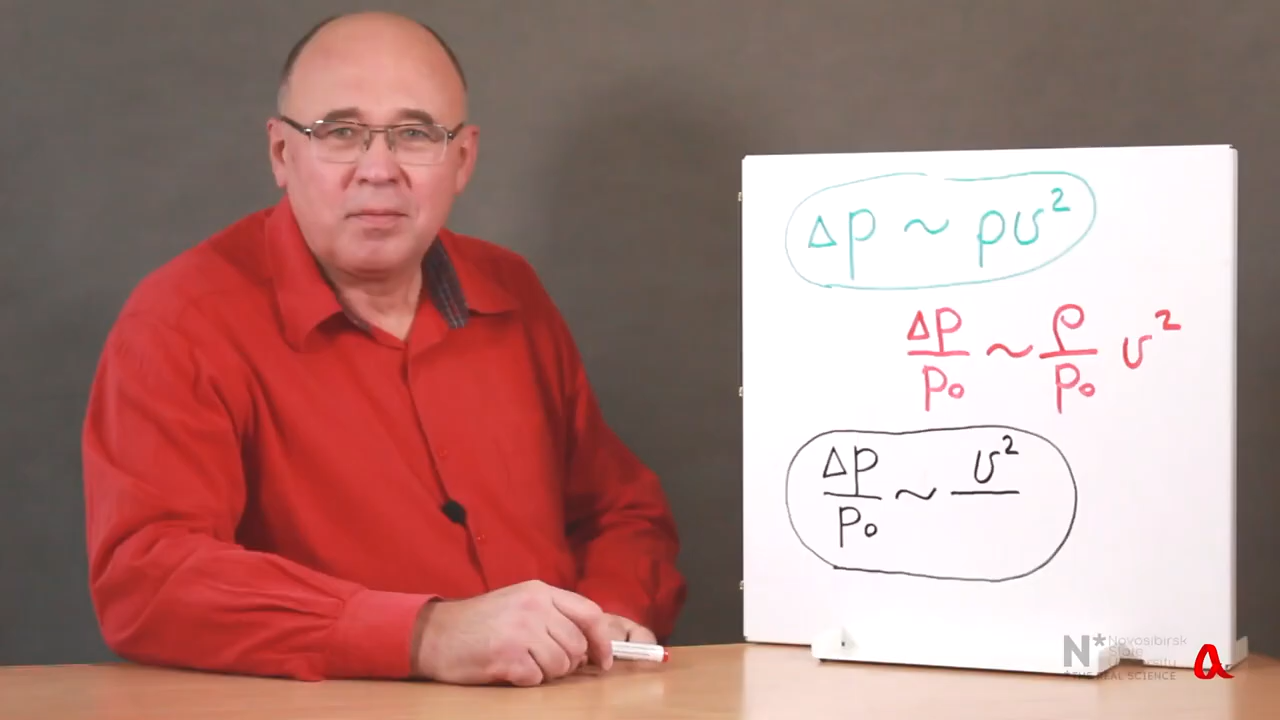 Δp ~ ρυ²
Δp/p₀ ~ ρ/p₀ υ²
Δp/p₀ ~ υ²/
N* Novosibirsk
State
University
*THE REAL SCIENCE
a